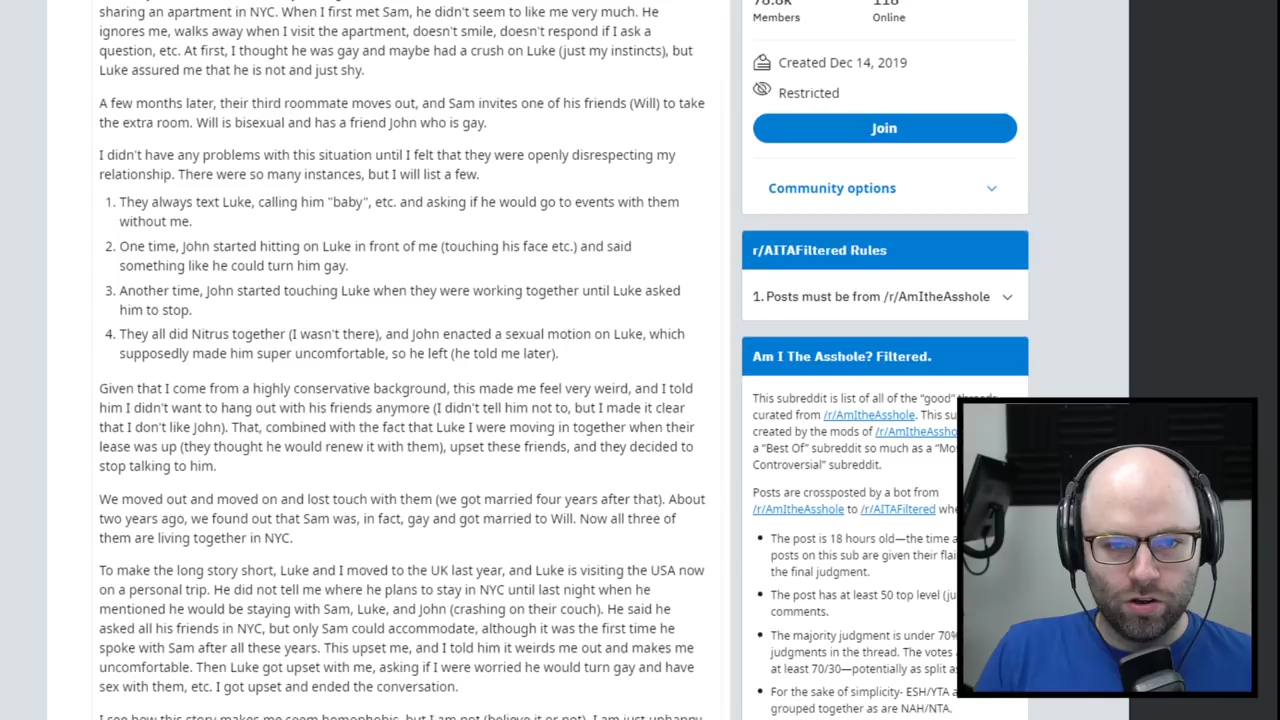 sharing an apartment in NYC. When I first met Sam, he didn't seem to like me very much. He
ignores me, walks away when I visit the apartment, doesn't smile, doesn't respond if I ask a
question, etc. At first, I thought he was gay and maybe had a crush on Luke (just my instincts), but
Luke assured me that he is not and just shy.
A few months later, their third roommate moves out, and Sam invites one of his friends (Will) to take
the extra room. Will is bisexual and has a friend John who is gay.
I didn't have any problems with this situation until I felt that they were openly disrespecting my
relationship. There were so many instances, but I will list a few.
1. They always text Luke, calling him "baby", etc. and asking if he would go to events with them
without me.
2. One time, John started hitting on Luke in front of me (touching his face etc.) and said
something like he could turn him gay.
3. Another time, John started touching Luke when they were working together until Luke asked
him to stop.
4. They all did Nitrus together (I wasn't there), and John enacted a sexual motion on Luke, which
supposedly made him super uncomfortable, so he left (he told me later).
Given that I come from a highly conservative background, this made me feel very weird, and I told
him I didn't want to hang out with his friends anymore (I didn't tell him not to, but I made it clear
that I don't like John). That, combined with the fact that Luke I were moving in together when their
lease was up (they thought he would renew it with them), upset these friends, and they decided to
stop talking to him.
We moved out and moved on and lost touch with them (we got married four years after that). About
two years ago, we found out that Sam was, in fact, gay and got married to Will. Now all three of
them are living together in NYC.
To make the long story short, Luke and I moved to the UK last year, and Luke is visiting the USA now
on a personal trip. He did not tell me where he plans to stay in NYC until last night when he
mentioned he would be staying with Sam, Luke, and John (crashing on their couch). He said he
asked all his friends in NYC, but only Sam could accommodate, although it was the first time he
spoke with Sam after all these years. This upset me, and I told him it weirds me out and makes me
uncomfortable. Then Luke got upset with me, asking if I were worried he would turn gay and have
sex with them, etc. I got upset and ended the conversation.
I see how this story makes me seem homophobic, but I am not (believe it or not). I am just unhappy
Members Online
Created Dec 14, 2019
Restricted
Join
Community options
r/AITAFiltered Rules
1. Posts must be from /r/AmItheAsshole
Am I The Asshole? Filtered.
This subreddit is list of all of the "good" threads
curated from /r/AmItheAsshole. This su
created by the mods of /r/AmItheAssho
a "Best Of" subreddit so much as a "Mo
Controversial" subreddit.
Posts are crossposted by a bot from
/r/AmItheAsshole to /r/AITAFiltered whe
The post is 18 hours old—the time a
posts on this sub are given their flai
the final judgment.
The post has at least 50 top level (ju
comments.
The majority judgment is under 70%
judgments in the thread. The votes
at least 70/30—potentially as split as
For the sake of simplicity- ESH/YTA a
grouped together as are NAH/NTA.